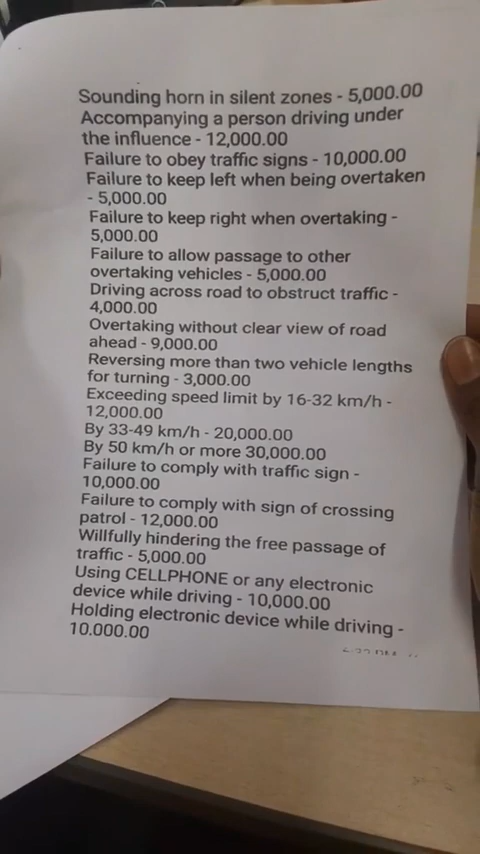 Sounding horn in silent zones - 5,000.00
Accompanying a person driving under
the influence - 12,000.00
Failure to obey traffic signs - 10,000.00
Failure to keep left when being overtaken
- 5,000.00
Failure to keep right when overtaking -
5,000.00
Failure to allow passage to other
overtaking vehicles - 5,000.00
Driving across road to obstruct traffic -
4,000.00
Overtaking without clear view of road
ahead - 9,000.00
Reversing more than two vehicle lengths
for turning - 3,000.00
Exceeding speed limit by 16-32 km/h -
12,000.00
By 33-49 km/h - 20,000.00
By 50 km/h or more 30,000.00
Failure to comply with traffic sign -
10,000.00
Failure to comply with sign of crossing
patrol - 12,000.00
Willfully hindering the free passage of
traffic - 5,000.00
Using CELLPHONE or any electronic
device while driving - 10,000.00
Holding electronic device while driving -
10.000.00